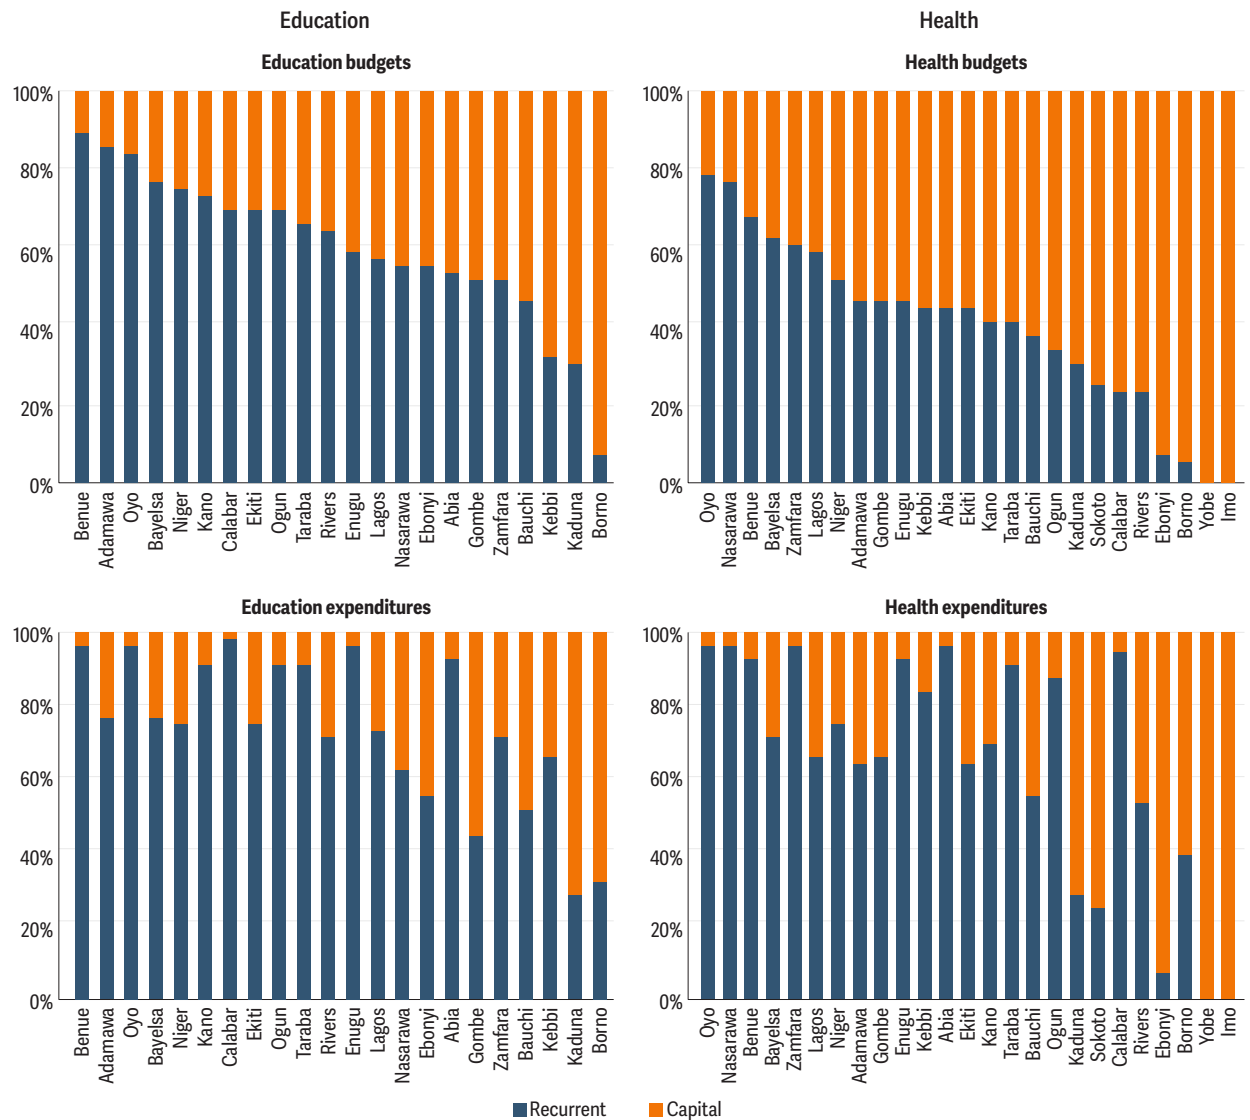 Education
Health
Education budgets
100%
80%
60%
40%
20%
0%
Benue
Adamawa
Oyo
Bayelsa
Niger
Kano
Calabar
Ekiti
Ogun
Taraba
Rivers
Enugu
Lagos
Nasarawa
Ebonyi
Abia
Gombe
Zamfara
Bauchi
Kebbi
Kaduna
Borno
Health budgets
100%
80%
60%
40%
20%
0%
Oyo
Nasarawa
Benue
Bayelsa
Zamfara
Lagos
Niger
Adamawa
Gombe
Enugu
Kebbi
Abia
Ekiti
Kano
Taraba
Bauchi
Ogun
Kaduna
Sokoto
Calabar
Rivers
Ebonyi
Borno
Yobe
Imo
Education expenditures
100%
80%
60%
40%
20%
0%
Benue
Adamawa
Oyo
Bayelsa
Niger
Kano
Calabar
Ekiti
Ogun
Taraba
Rivers
Enugu
Lagos
Nasarawa
Ebonyi
Abia
Gombe
Zamfara
Bauchi
Kebbi
Kaduna
Borno
Health expenditures
100%
80%
60%
40%
20%
0%
Oyo
Nasarawa
Benue
Bayelsa
Zamfara
Lagos
Niger
Adamawa
Gombe
Enugu
Kebbi
Abia
Ekiti
Kano
Taraba
Bauchi
Ogun
Kaduna
Sokoto
Calabar
Rivers
Ebonyi
Borno
Yobe
Imo
Recurrent
Capital